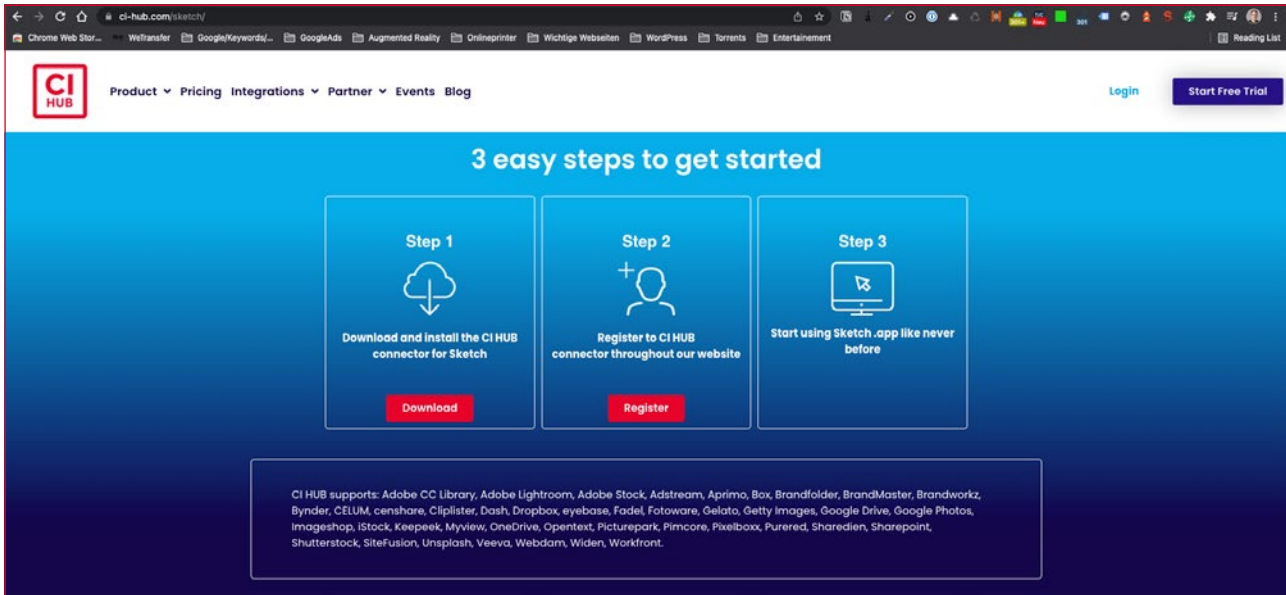 ci-hub.com/sketch/
Chrome Web Stor... WeTransfer Google/Keywords/... GoogleAds Augmented Reality Onlineprinter Wichtige Webseiten WordPress Torrents Entertainement Reading List
CI
HUB
Product Pricing Integrations Partner Events Blog Login Start Free Trial
3 easy steps to get started
Step 1
Download and install the CI HUB
connector for Sketch
Download
Step 2
Register to CI HUB
connector throughout our website
Register
Step 3
Start using Sketch .app like never
before
CI HUB supports: Adobe CC Library, Adobe Lightroom, Adobe Stock, Adstream, Aprimo, Box, Brandfolder, BrandMaster, Brandworkz,
Bynder, CELUM, censhare, Cliplister, Dash, Dropbox, eyebase, Fadel, Fotoware, Gelato, Getty Images, Google Drive, Google Photos,
Imageshop, iStock, Keepeek, Myview, OneDrive, Opentext, Picturepark, Pimcore, Pixelboxx, Purered, Sharedien, Sharepoint,
Shutterstock, SiteFusion, Unsplash, Veeva, Webdam, Widen, Workfront.